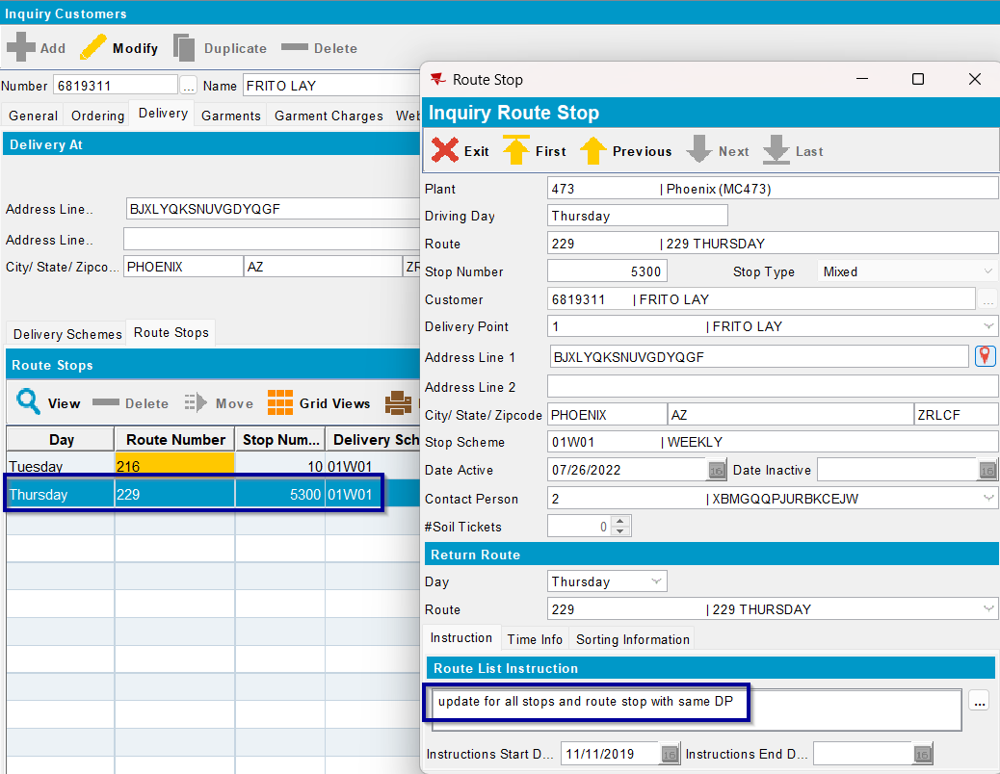 Inquiry Customers
Add Modify Duplicate Delete
Number 6819311 ... Name FRITO LAY
General Ordering Delivery Garments Garment Charges Web
Delivery At
Address Line.. BJXLYQKSNUVGDYQGF
Address Line..
City/ State/ Zipco... PHOENIX AZ ZR
Delivery Schemes Route Stops
Route Stops
View Delete Move Grid Views
Day Route Number Stop Num... Delivery Sch
Tuesday 216 10 01W01
Thursday 229 5300 01W01
Route Stop
Inquiry Route Stop
Exit First Previous Next Last
Plant 473 | Phoenix (MC473)
Driving Day Thursday
Route 229 | 229 THURSDAY
Stop Number 5300 Stop Type Mixed
Customer 6819311 | FRITO LAY ...
Delivery Point 1 | FRITO LAY
Address Line 1 BJXLYQKSNUVGDYQGF
Address Line 2
City/ State/ Zipcode PHOENIX AZ ZRLCF
Stop Scheme 01W01 | WEEKLY
Date Active 07/26/2022 16 Date Inactive 16
Contact Person 2 | XBMGQQPJURBKCEJW
#Soil Tickets 0
Return Route
Day Thursday
Route 229 | 229 THURSDAY
Instruction Time Info Sorting Information
Route List Instruction
update for all stops and route stop with same DP ...
Instructions Start D... 11/11/2019 16 Instructions End D... 16